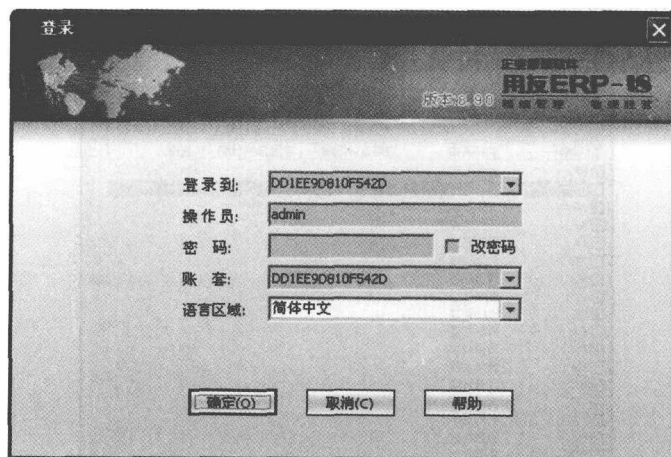 登录
用友ERP-U8
版本:8.90
登录到: DD1EE9D810F542D
操作员: admin
密 码: 改密码
账 套: DD1EE9D810F542D
语言区域: 简体中文
确定(O) 取消(C) 帮助